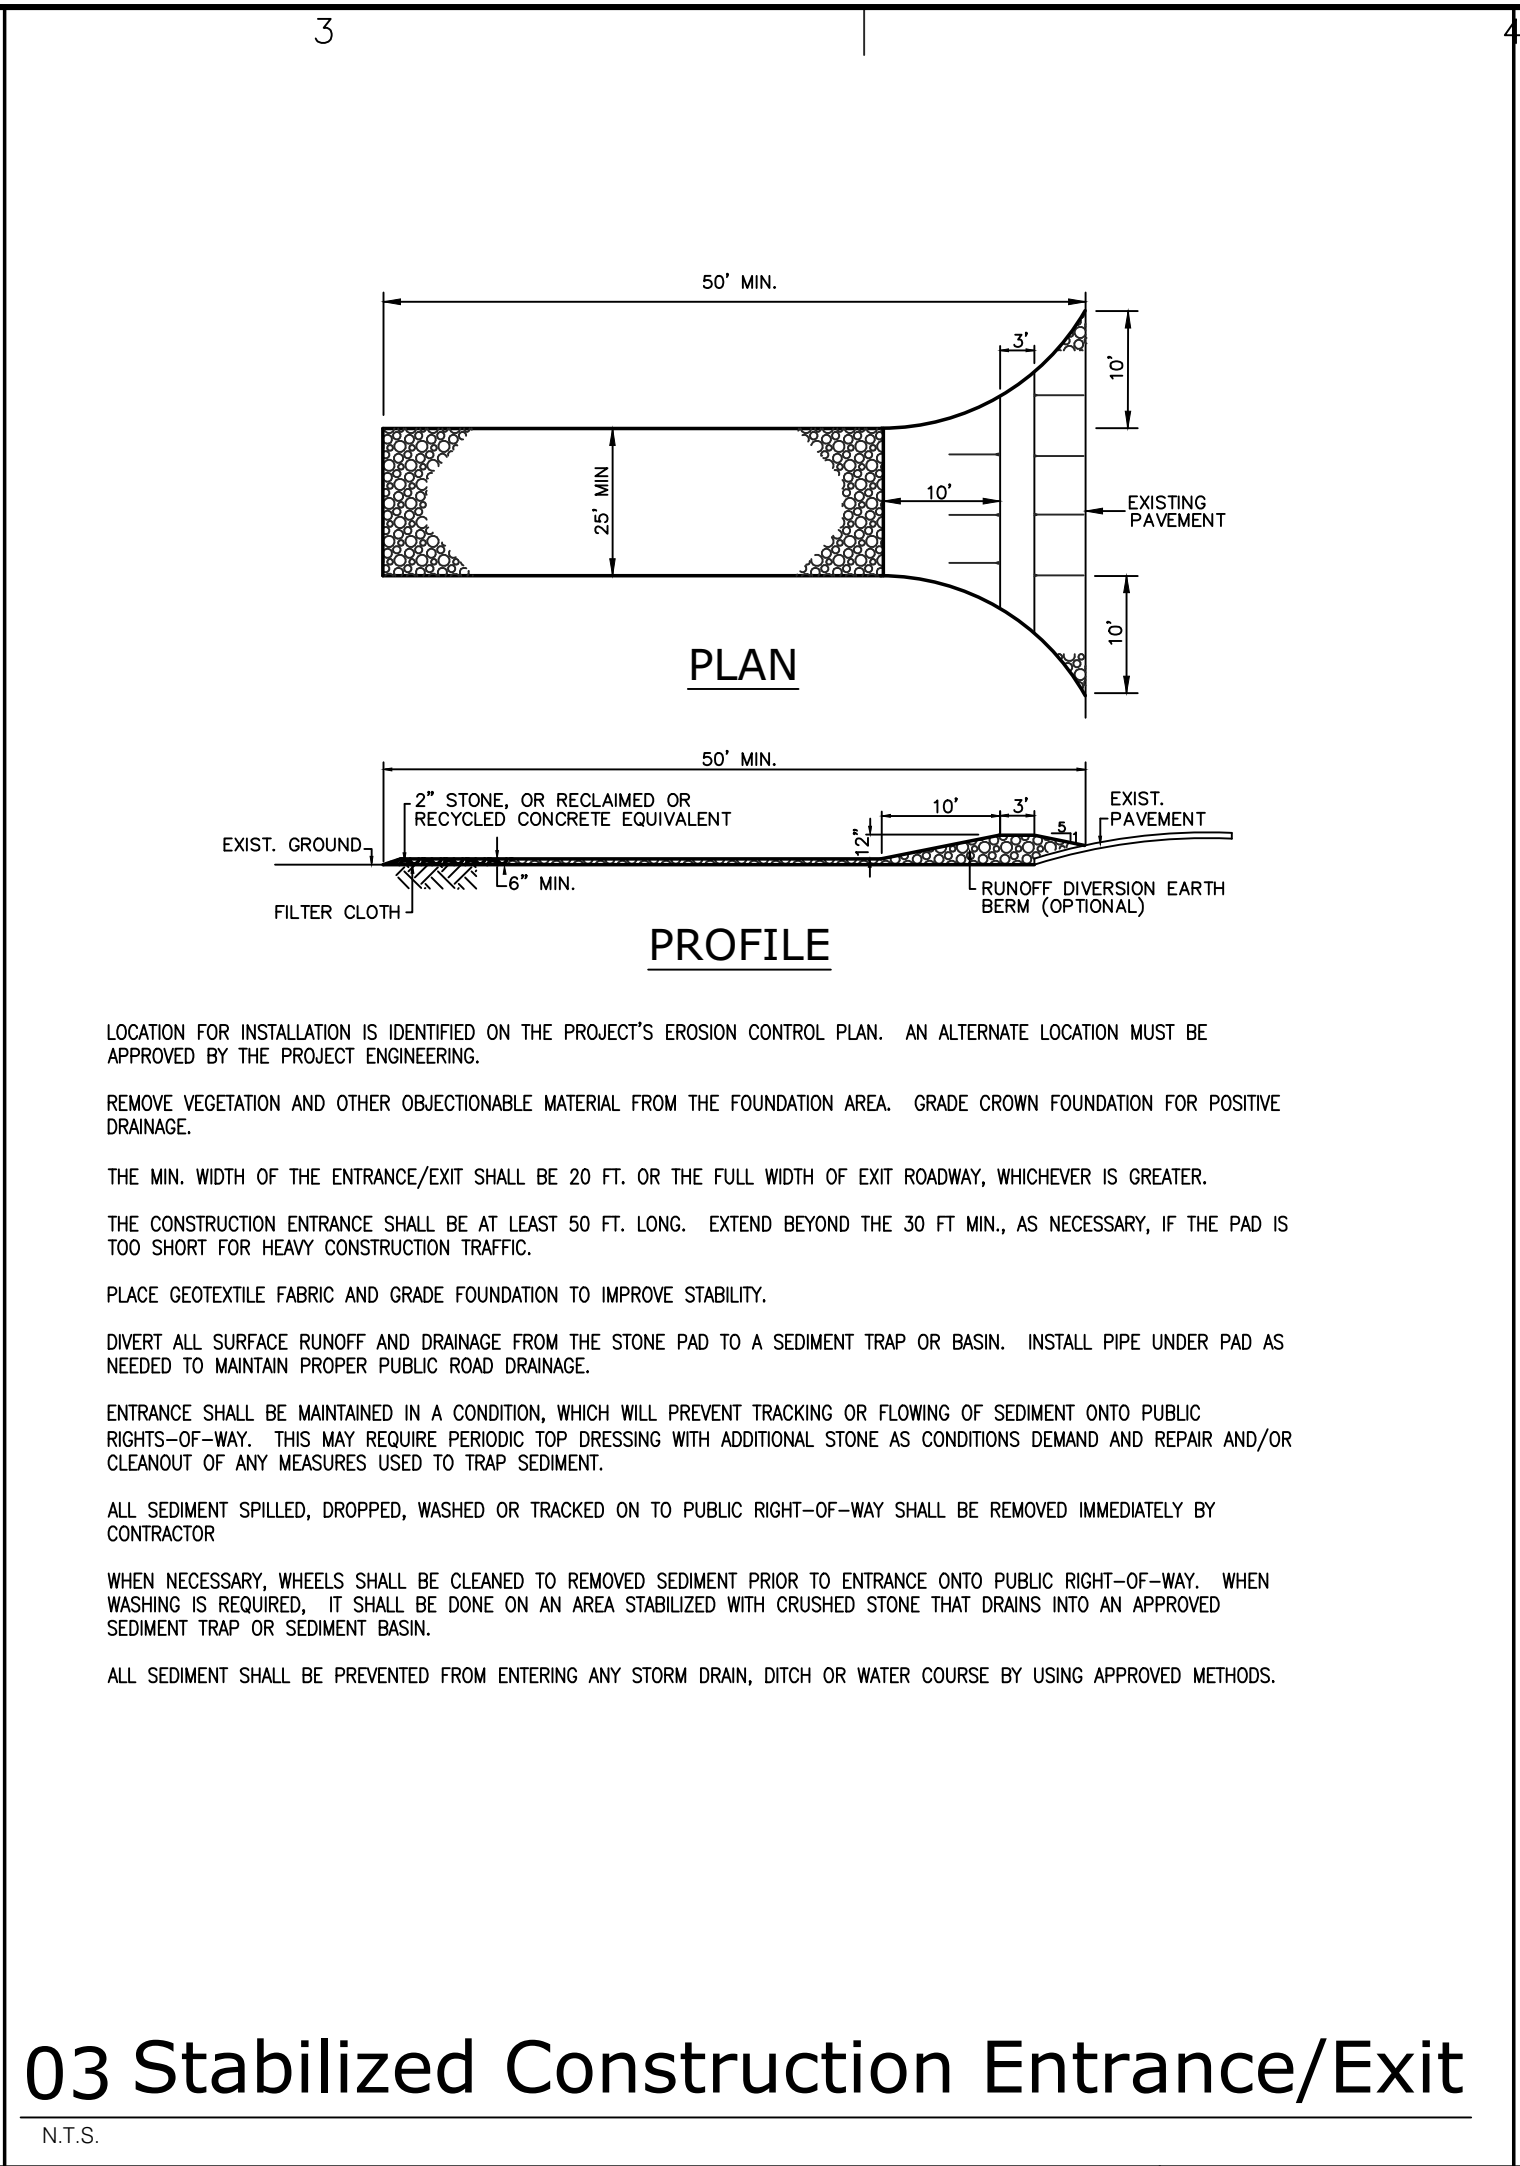 3
4
50' MIN.
3'
10'
25' MIN
10'
EXISTING
PAVEMENT
10'
PLAN
50' MIN.
2" STONE, OR RECLAIMED OR
RECYCLED CONCRETE EQUIVALENT
10'
3'
EXIST.
PAVEMENT
5
1
12"
EXIST. GROUND
6" MIN.
RUNOFF DIVERSION EARTH
BERM (OPTIONAL)
FILTER CLOTH
PROFILE
LOCATION FOR INSTALLATION IS IDENTIFIED ON THE PROJECT'S EROSION CONTROL PLAN. AN ALTERNATE LOCATION MUST BE
APPROVED BY THE PROJECT ENGINEERING.
REMOVE VEGETATION AND OTHER OBJECTIONABLE MATERIAL FROM THE FOUNDATION AREA. GRADE CROWN FOUNDATION FOR POSITIVE
DRAINAGE.
THE MIN. WIDTH OF THE ENTRANCE/EXIT SHALL BE 20 FT. OR THE FULL WIDTH OF EXIT ROADWAY, WHICHEVER IS GREATER.
THE CONSTRUCTION ENTRANCE SHALL BE AT LEAST 50 FT. LONG. EXTEND BEYOND THE 30 FT MIN., AS NECESSARY, IF THE PAD IS
TOO SHORT FOR HEAVY CONSTRUCTION TRAFFIC.
PLACE GEOTEXTILE FABRIC AND GRADE FOUNDATION TO IMPROVE STABILITY.
DIVERT ALL SURFACE RUNOFF AND DRAINAGE FROM THE STONE PAD TO A SEDIMENT TRAP OR BASIN. INSTALL PIPE UNDER PAD AS
NEEDED TO MAINTAIN PROPER PUBLIC ROAD DRAINAGE.
ENTRANCE SHALL BE MAINTAINED IN A CONDITION, WHICH WILL PREVENT TRACKING OR FLOWING OF SEDIMENT ONTO PUBLIC
RIGHTS-OF-WAY. THIS MAY REQUIRE PERIODIC TOP DRESSING WITH ADDITIONAL STONE AS CONDITIONS DEMAND AND REPAIR AND/OR
CLEANOUT OF ANY MEASURES USED TO TRAP SEDIMENT.
ALL SEDIMENT SPILLED, DROPPED, WASHED OR TRACKED ON TO PUBLIC RIGHT-OF-WAY SHALL BE REMOVED IMMEDIATELY BY
CONTRACTOR
WHEN NECESSARY, WHEELS SHALL BE CLEANED TO REMOVED SEDIMENT PRIOR TO ENTRANCE ONTO PUBLIC RIGHT-OF-WAY. WHEN
WASHING IS REQUIRED, IT SHALL BE DONE ON AN AREA STABILIZED WITH CRUSHED STONE THAT DRAINS INTO AN APPROVED
SEDIMENT TRAP OR SEDIMENT BASIN.
ALL SEDIMENT SHALL BE PREVENTED FROM ENTERING ANY STORM DRAIN, DITCH OR WATER COURSE BY USING APPROVED METHODS.
03 Stabilized Construction Entrance/Exit
N.T.S.